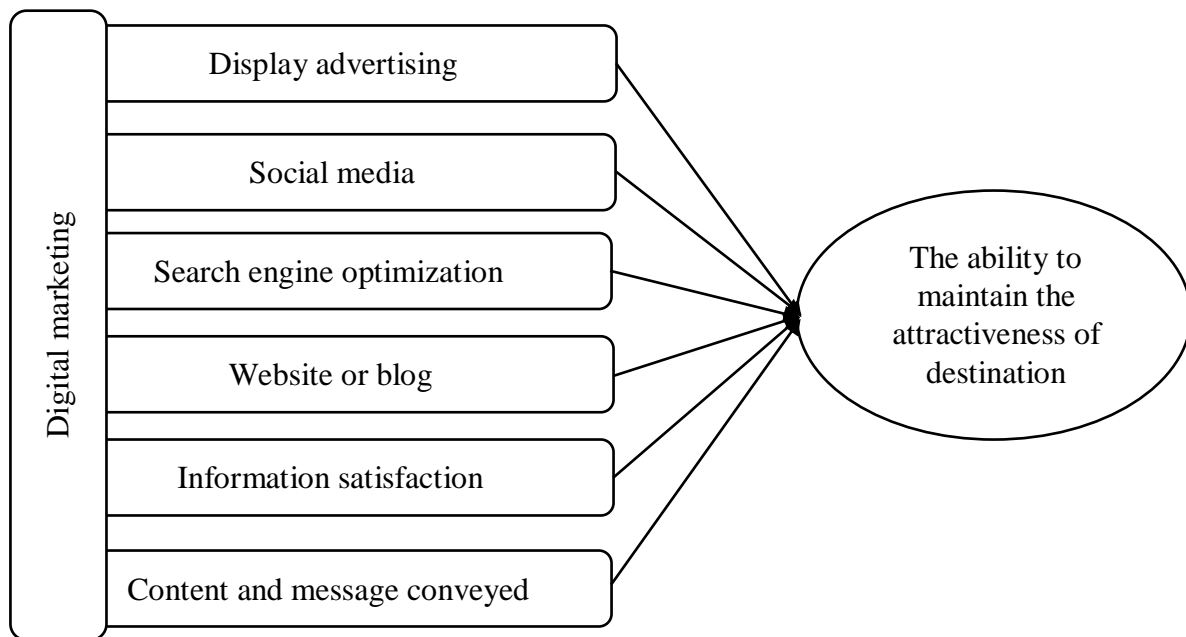 Digital marketing
Display advertising
Social media
Search engine optimization
Website or blog
Information satisfaction
Content and message conveyed
The ability to
maintain the
attractiveness of
destination